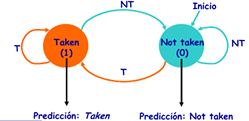 NT
Inicio
T
Taken
(1)
Not taken
(0)
NT
T
Predicción: Taken
Predicción: Not taken